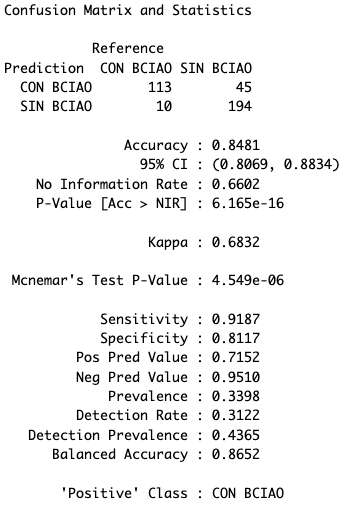 Confusion Matrix and Statistics
Reference
Prediction CON BCIAO SIN BCIAO
CON BCIAO 113 45
SIN BCIAO 10 194
Accuracy : 0.8481
95% CI : (0.8069, 0.8834)
No Information Rate : 0.6602
P-Value [Acc > NIR] : 6.165e-16
Kappa : 0.6832
Mcnemar's Test P-Value : 4.549e-06
Sensitivity : 0.9187
Specificity : 0.8117
Pos Pred Value : 0.7152
Neg Pred Value : 0.9510
Prevalence : 0.3398
Detection Rate : 0.3122
Detection Prevalence : 0.4365
Balanced Accuracy : 0.8652
'Positive' Class : CON BCIAO